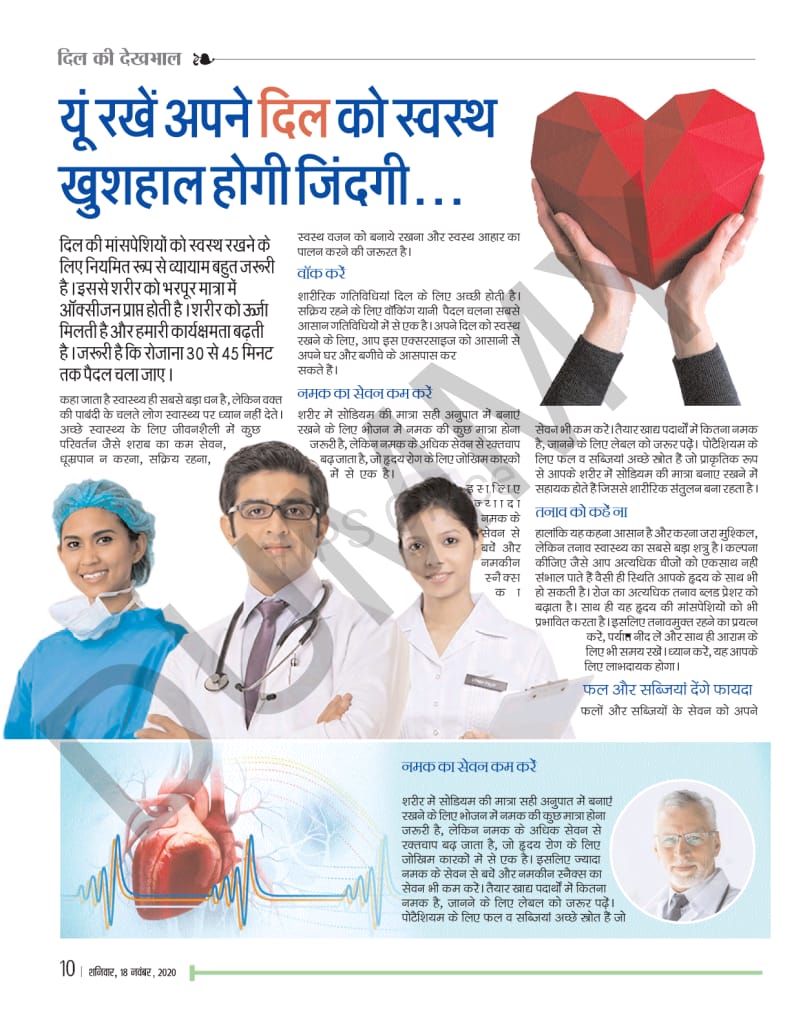 दिल की देखभाल
यूं रखें अपने दिल को स्वस्थ
खुशहाल होगी जिंदगी...
दिल की मांसपेशियों को स्वस्थ रखने के
लिए नियमित रूप से व्यायाम बहुत जरूरी
है। इससे शरीर को भरपूर मात्रा में
ऑक्सीजन प्राप्त होती है। शरीर को ऊर्जा
मिलती है और हमारी कार्यक्षमता बढ़ती
है। जरूरी है कि रोजाना 30 से 45 मिनट
तक पैदल चला जाए।
कहा जाता है स्वास्थ्य ही सबसे बड़ा धन है, लेकिन वक्त
की पाबंदी के चलते लोग स्वास्थ्य पर ध्यान नहीं देते।
अच्छे स्वास्थ्य के लिए जीवनशैली में कुछ
परिवर्तन जैसे शराब का कम सेवन,
धूम्रपान न करना, सक्रिय रहना,
स्वस्थ वजन को बनाये रखना और स्वस्थ आहार का
पालन करने की जरूरत है।
वॉक करें
शारीरिक गतिविधियां दिल के लिए अच्छी होती है।
सक्रिय रहने के लिए वॉकिंग यानी पैदल चलना सबसे
आसान गतिविधियों में से एक है। अपने दिल को स्वस्थ
रखने के लिए, आप इस एक्सरसाइज को आसानी से
अपने घर और बगीचे के आसपास कर
सकते हैं।
नमक का सेवन कम करें
शरीर में सोडियम की मात्रा सही अनुपात में बनाएं
रखने के लिए भोजन में नमक की कुछ मात्रा होना
जरूरी है, लेकिन नमक के अधिक सेवन से रक्तचाप
बढ़ जाता है, जो हृदय रोग के लिए जोखिम कारकों
में से एक है।
इसलिए
ज्यादा
नमक के
सेवन से
बचें और
नमकीन
स्नैक्स
का
सेवन भी कम करें। तैयार खाद्य पदार्थों में कितना नमक
है, जानने के लिए लेबल को जरूर पढ़ें। पोटैशियम के
लिए फल व सब्जियां अच्छे स्रोत हैं जो प्राकृतिक रूप
से आपके शरीर में सोडियम की मात्रा बनाए रखने में
सहायक होते हैं जिससे शारीरिक संतुलन बना रहता है।
तनाव को कहें ना
हालांकि यह कहना आसान है और करना जरा मुश्किल,
लेकिन तनाव स्वास्थ्य का सबसे बड़ा शत्रु है। कल्पना
कीजिए जैसे आप अत्यधिक चीजों को एकसाथ नहीं
संभाल पाते हैं वैसी ही स्थिति आपके हृदय के साथ भी
हो सकती है। रोज का अत्यधिक तनाव ब्लड प्रेशर को
बढ़ाता है। साथ ही यह हृदय की मांसपेशियों को भी
प्रभावित करता है। इसलिए तनावमुक्त रहने का प्रयत्न
करें, पर्याप्त नींद लें और साथ ही आराम के
लिए भी समय रखें। ध्यान करें, यह आपके
लिए लाभदायक होगा।
फल और सब्जियां देंगे फायदा
फलों और सब्जियों के सेवन को अपने
नमक का सेवन कम करें
शरीर में सोडियम की मात्रा सही अनुपात में बनाएं
रखने के लिए भोजन में नमक की कुछ मात्रा होना
जरूरी है, लेकिन नमक के अधिक सेवन से
रक्तचाप बढ़ जाता है, जो हृदय रोग के लिए
जोखिम कारकों में से एक है। इसलिए ज्यादा
नमक के सेवन से बचें और नमकीन स्नैक्स का
सेवन भी कम करें। तैयार खाद्य पदार्थों में कितना
नमक है, जानने के लिए लेबल को जरूर पढ़ें।
पोटैशियम के लिए फल व सब्जियां अच्छे स्रोत हैं जो
10 | शनिवार, 18 नवंबर, 2020
DUMMY